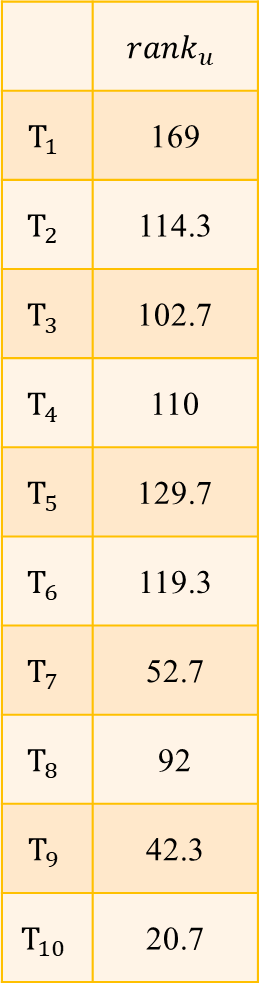 rankᵤ
T₁ 169
T₂ 114.3
T₃ 102.7
T₄ 110
T₅ 129.7
T₆ 119.3
T₇ 52.7
T₈ 92
T₉ 42.3
T₁₀ 20.7